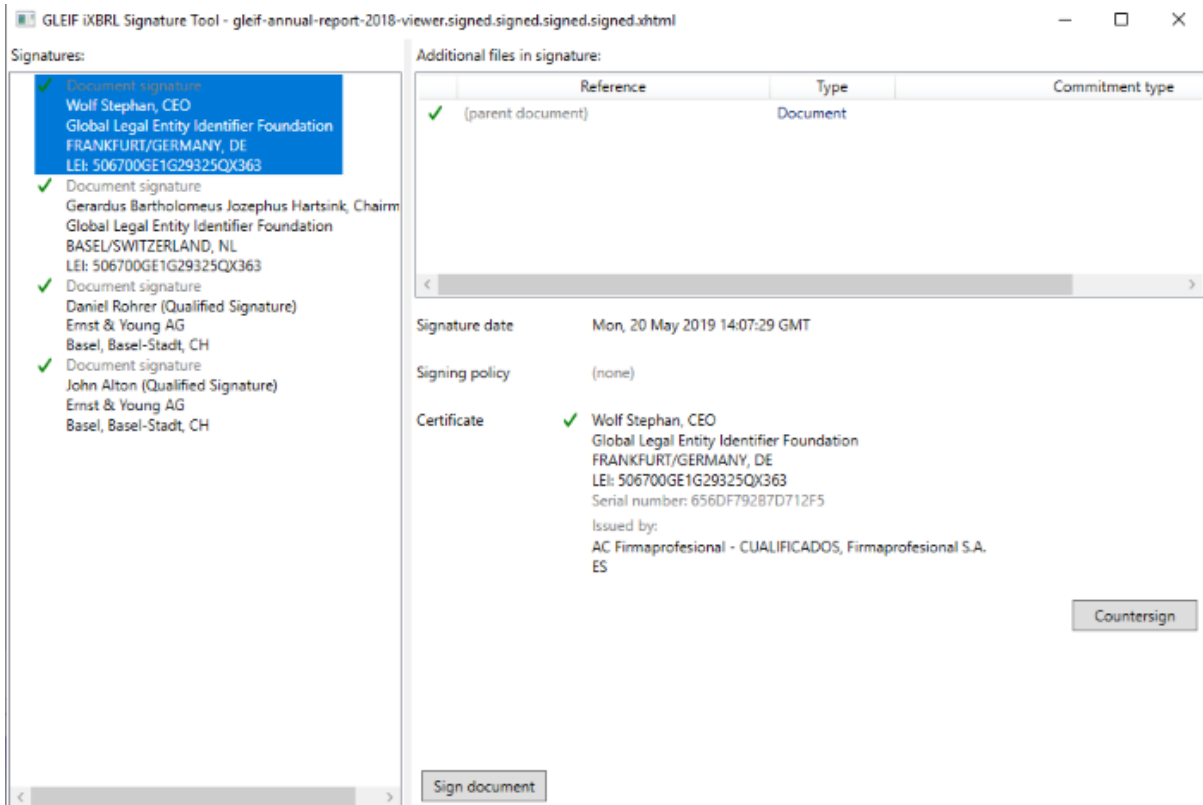 GLEIF iXBRL Signature Tool - gleif-annual-report-2018-viewer.signed.signed.signed.signed.xhtml
Signatures:
Document signature
Wolf Stephan, CEO
Global Legal Entity Identifier Foundation
FRANKFURT/GERMANY, DE
LEI: 506700GE1G29325QX363
Document signature
Gerardus Bartholomeus Jozephus Hartsink, Chairm
Global Legal Entity Identifier Foundation
BASEL/SWITZERLAND, NL
LEI: 506700GE1G29325QX363
Document signature
Daniel Rohrer (Qualified Signature)
Ernst & Young AG
Basel, Basel-Stadt, CH
Document signature
John Alton (Qualified Signature)
Ernst & Young AG
Basel, Basel-Stadt, CH
Additional files in signature:
Reference Type Commitment type
(parent document) Document
Signature date Mon, 20 May 2019 14:07:29 GMT
Signing policy (none)
Certificate Wolf Stephan, CEO
Global Legal Entity Identifier Foundation
FRANKFURT/GERMANY, DE
LEI: 506700GE1G29325QX363
Serial number: 656DF79287D712F5
Issued by:
AC Firmaprofesional - CUALIFICADOS, Firmaprofesional S.A.
ES
Countersign
Sign document